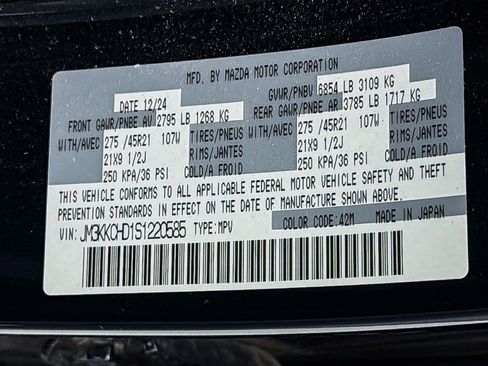 MFD. BY MAZDA MOTOR CORPORATION
DATE 12/24 GVWR/PNBV 6854 LB 3109 KG
FRONT GAWR/PNBE AV 2795 LB 1268 KG REAR GAWR/PNBE AR 3785 LB 1717 KG
WITH/AVEC 275 /45R21 107W TIRES/PNEUS WITH/AVEC 275 /45R21 107W TIRES/PNEUS
21X9 1/2J RIMS/JANTES 21X9 1/2J RIMS/JANTES
250 KPA/36 PSI COLD/A FROID 250 KPA/36 PSI COLD/A FROID
THIS VEHICLE CONFORMS TO ALL APPLICABLE FEDERAL MOTOR VEHICLE SAFETY AND THEFT
PREVENTION STANDARDS IN EFFECT ON THE DATE OF MANUFACTURE SHOWN ABOVE.
VIN: JM3KKCHD1S1220585 TYPE: MPV COLOR CODE: 42M MADE IN JAPAN